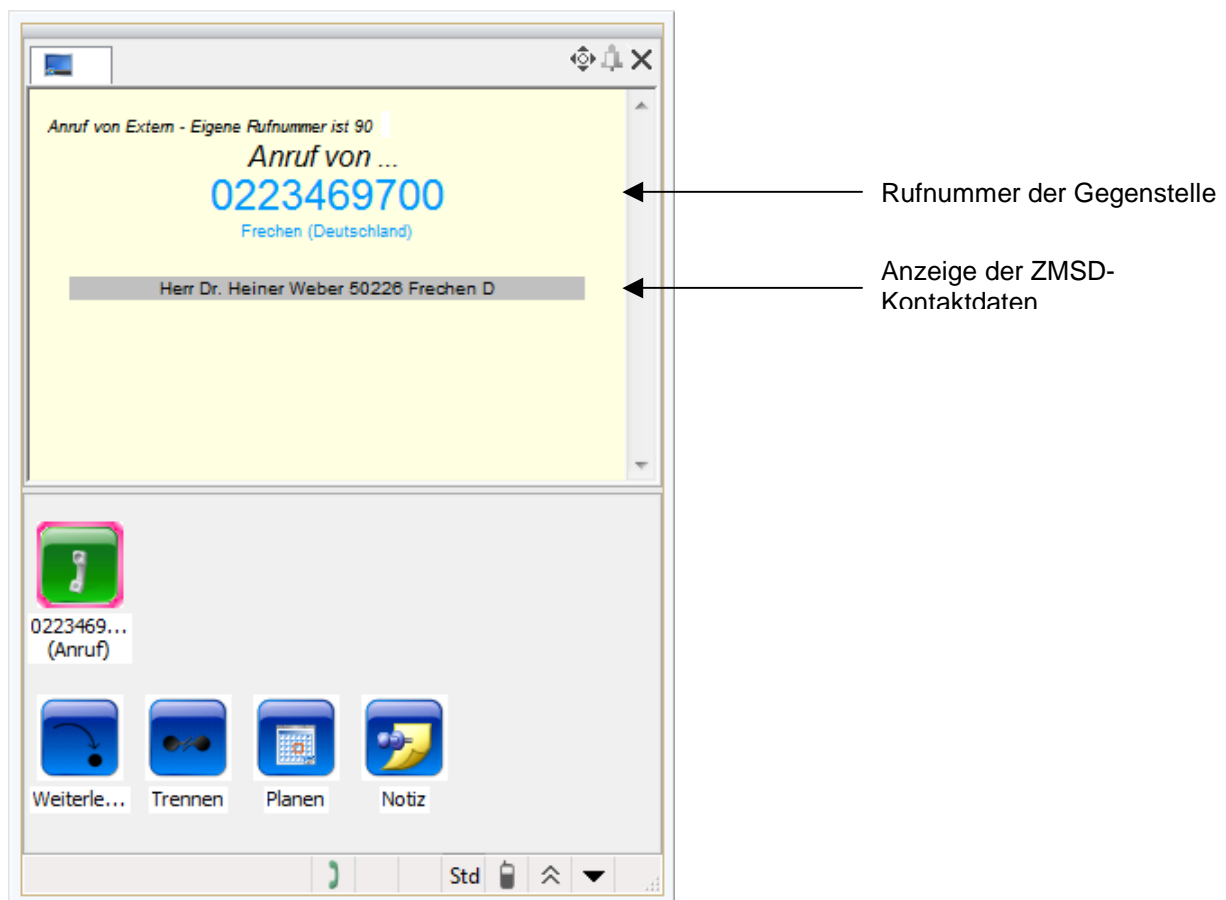 Anruf von Extern - Eigene Rufnummer ist 90
Anruf von ...
0223469700
Frechen (Deutschland)
Herr Dr. Heiner Weber 50226 Frechen D
Rufnummer der Gegenstelle
Anzeige der ZMSD-
Kontaktdaten
0223469...
(Anruf)
Weiterle... Trennen Planen Notiz
Std